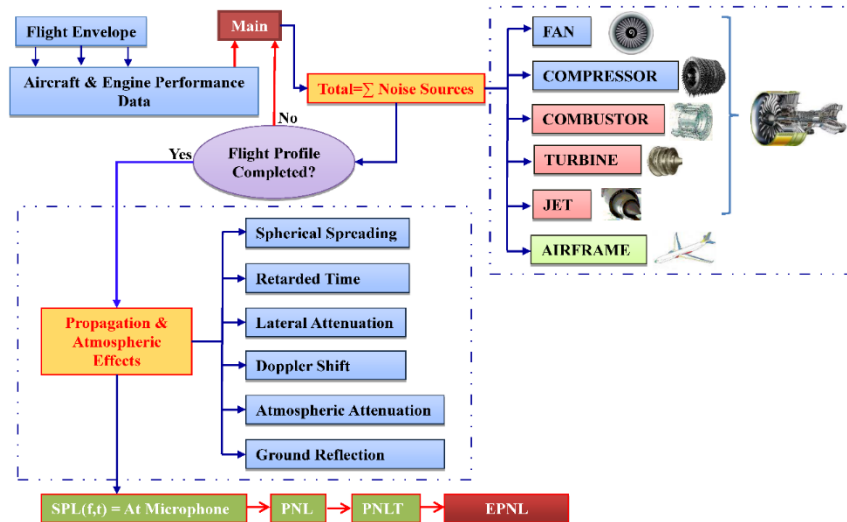 Flight Envelope
Main
Aircraft & Engine Performance
Data
Total=∑ Noise Sources
No
Yes
Flight Profile
Completed?
FAN
COMPRESSOR
COMBUSTOR
TURBINE
JET
AIRFRAME
Propagation &
Atmospheric
Effects
Spherical Spreading
Retarded Time
Lateral Attenuation
Doppler Shift
Atmospheric Attenuation
Ground Reflection
SPL(f,t) = At Microphone
PNL
PNLT
EPNL